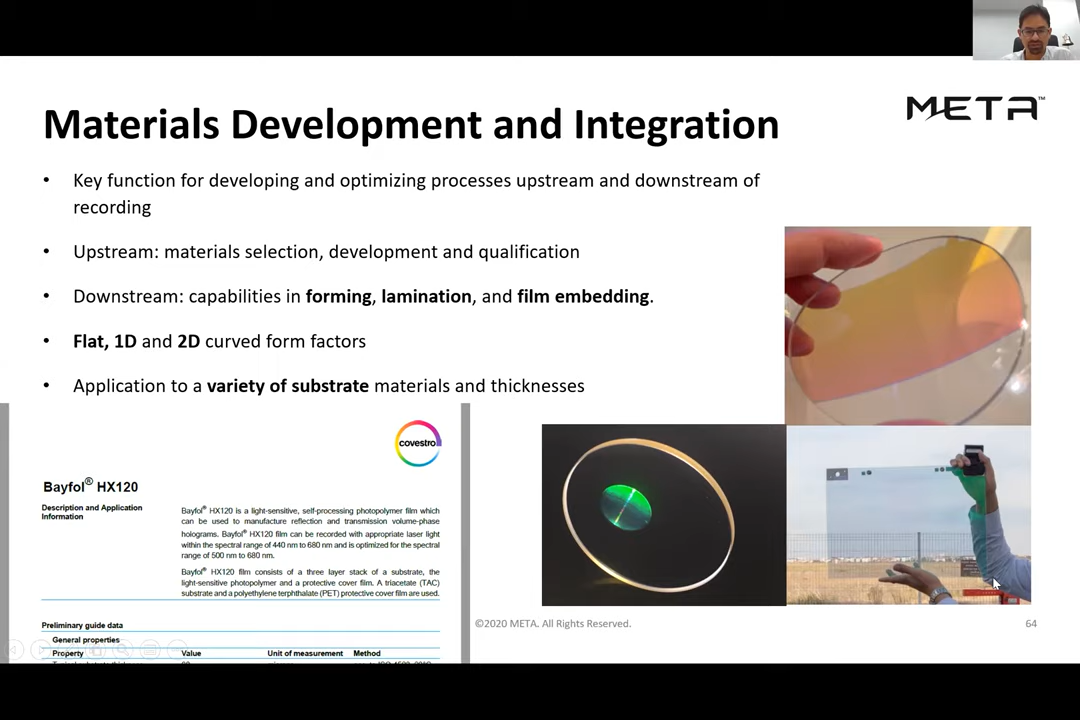 META™
Materials Development and Integration
• Key function for developing and optimizing processes upstream and downstream of
recording
• Upstream: materials selection, development and qualification
• Downstream: capabilities in forming, lamination, and film embedding.
• Flat, 1D and 2D curved form factors
• Application to a variety of substrate materials and thicknesses
covestro
Bayfol® HX120
Description and Application
Information
Bayfol® HX120 is a light-sensitive, self-processing photopolymer film which
can be used to manufacture reflection and transmission volume-phase
holograms. Bayfol® HX120 film can be recorded with appropriate laser light
within the spectral range of 440 nm to 680 nm and is optimized for the spectral
range of 500 nm to 680 nm.
Bayfol® HX120 film consists of a three layer stack of a substrate, the
light-sensitive photopolymer and a protective cover film. A triacetate (TAC)
substrate and a polyethylene terphthalate (PET) protective cover film are used.
Preliminary guide data
General properties
Property Value Unit of measurement Method
©2020 META. All Rights Reserved.
64